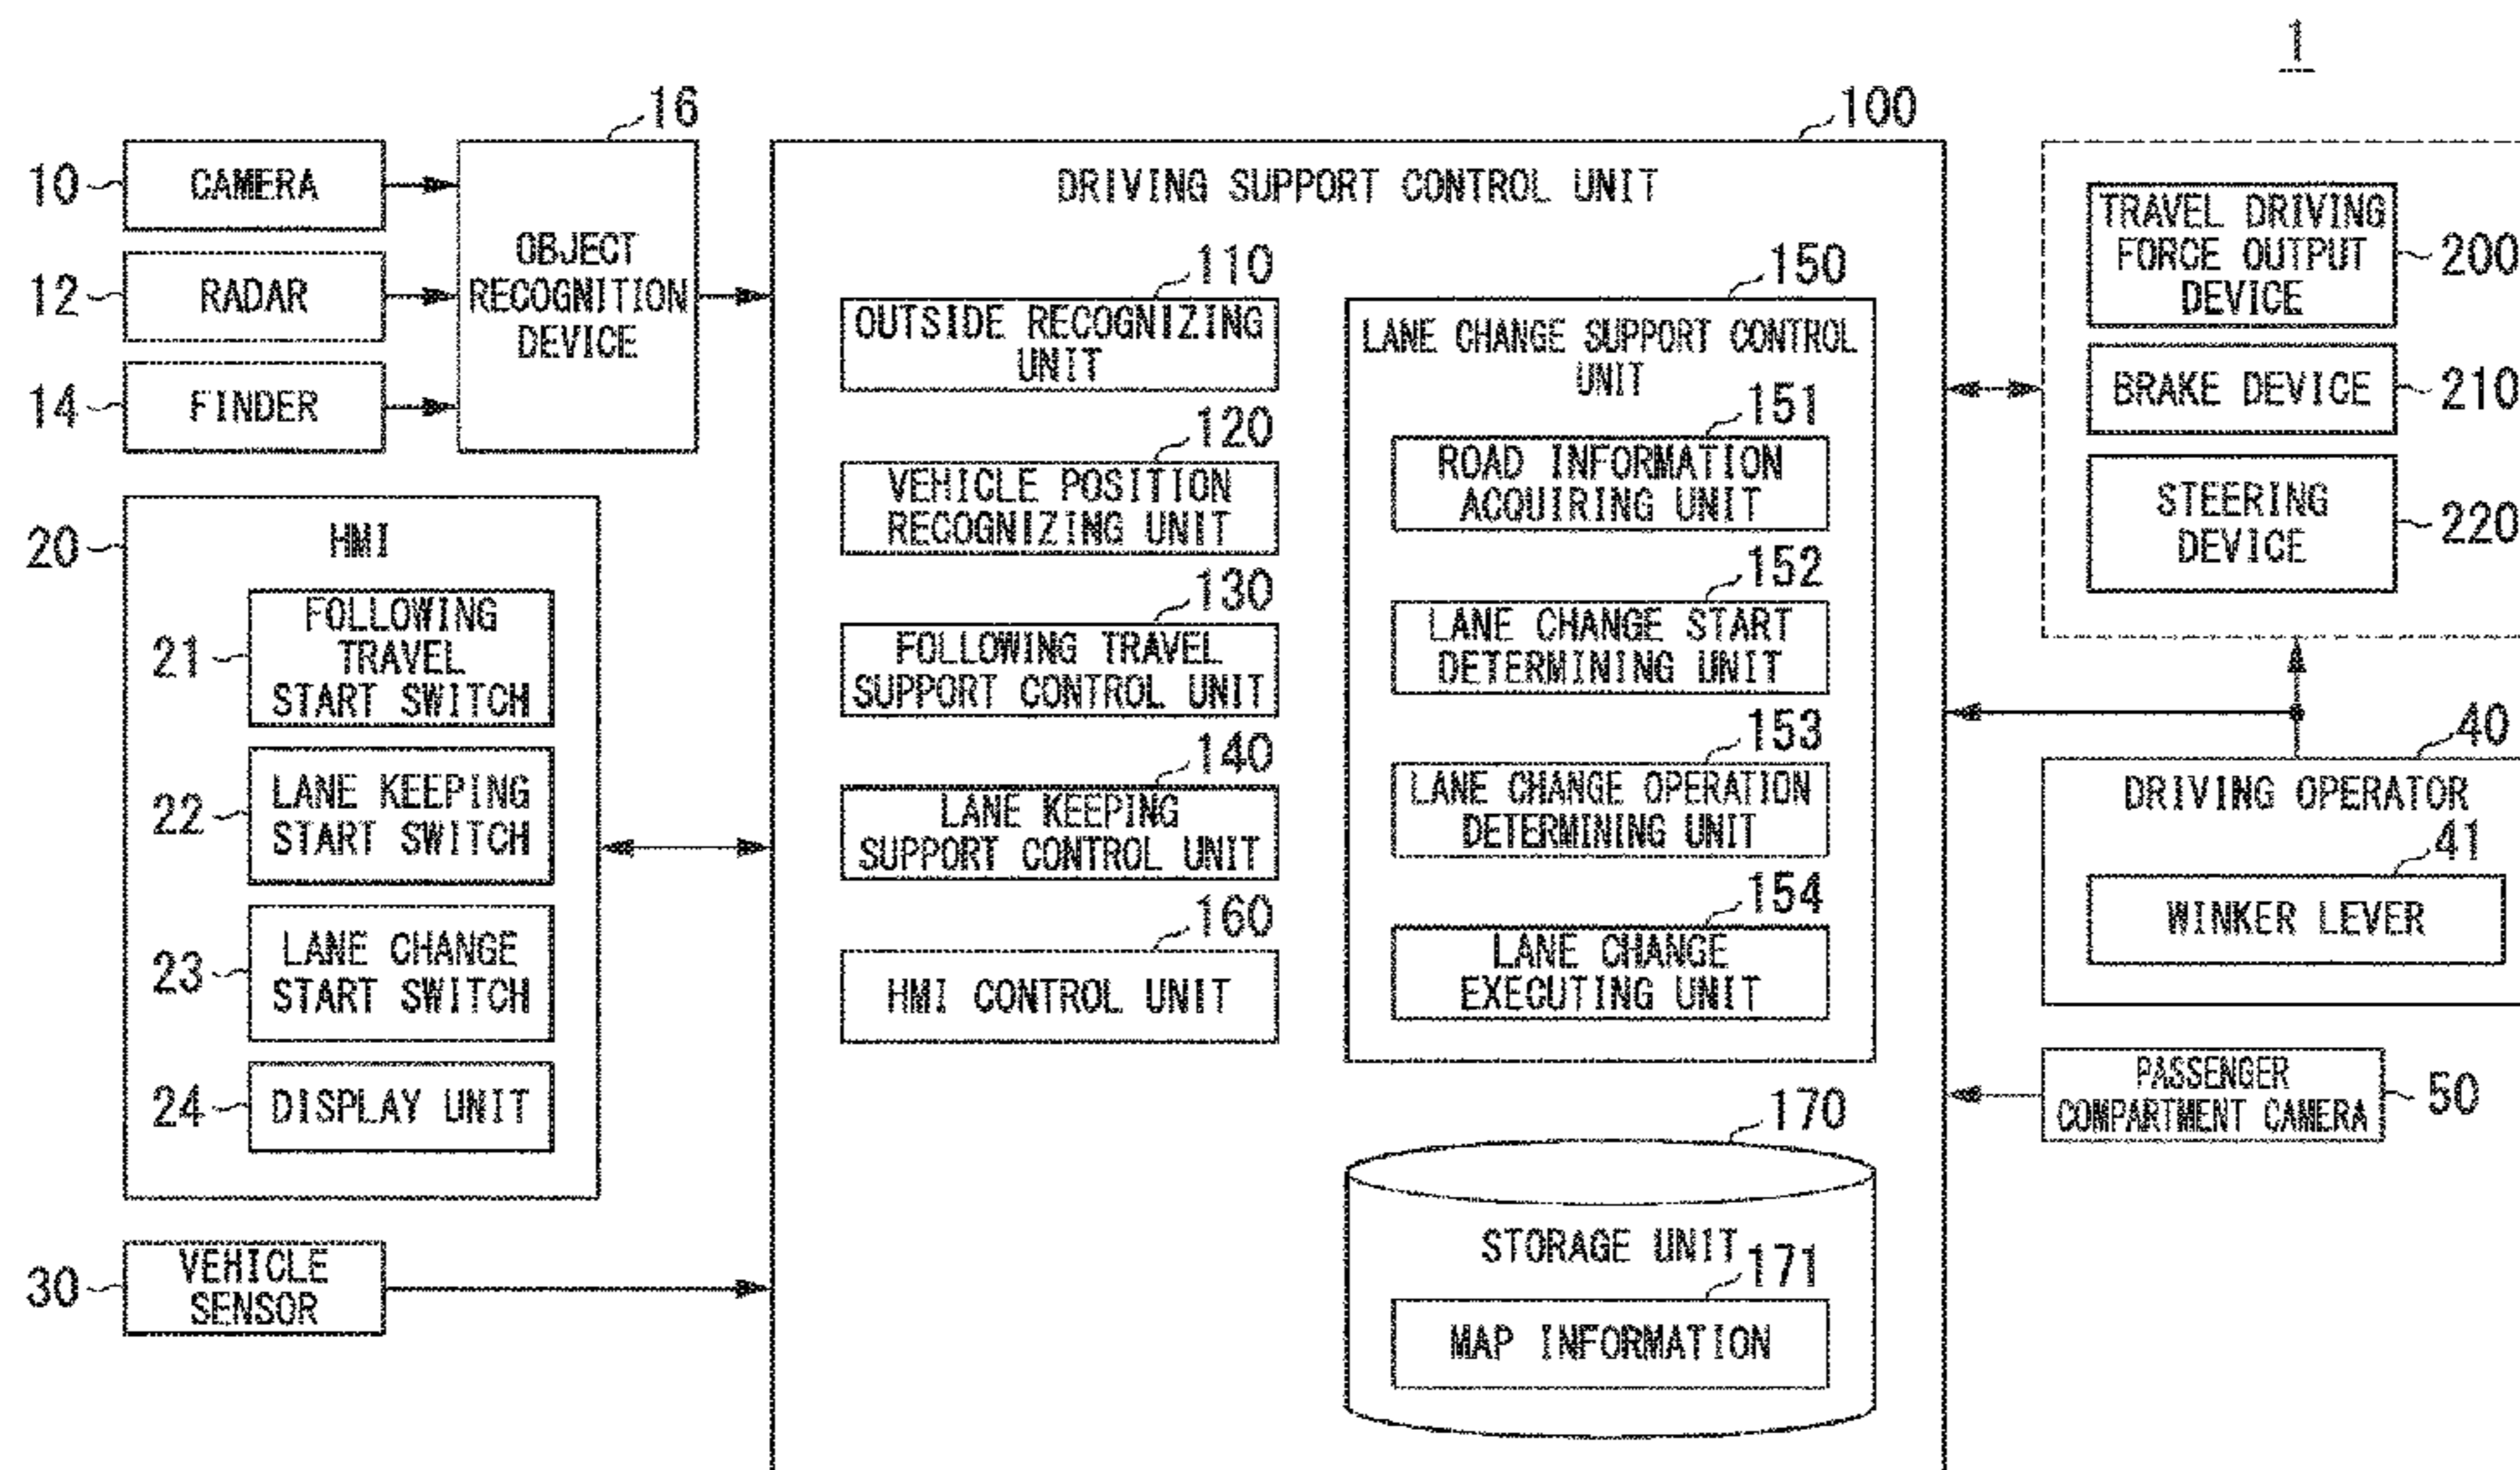 1
16
100
10
CAMERA
12
RADAR
14
FINDER
OBJECT
RECOGNITION
DEVICE
20
HMI
21
FOLLOWING
TRAVEL
START SWITCH
22
LANE KEEPING
START SWITCH
23
LANE CHANGE
START SWITCH
24
DISPLAY UNIT
30
VEHICLE
SENSOR
DRIVING SUPPORT CONTROL UNIT
110
OUTSIDE RECOGNIZING
UNIT
120
VEHICLE POSITION
RECOGNIZING UNIT
130
FOLLOWING TRAVEL
SUPPORT CONTROL UNIT
140
LANE KEEPING
SUPPORT CONTROL UNIT
160
HMI CONTROL UNIT
150
LANE CHANGE SUPPORT CONTROL
UNIT
151
ROAD INFORMATION
ACQUIRING UNIT
152
LANE CHANGE START
DETERMINING UNIT
153
LANE CHANGE OPERATION
DETERMINING UNIT
154
LANE CHANGE
EXECUTING UNIT
170
STORAGE UNIT
171
MAP INFORMATION
TRAVEL DRIVING
FORCE OUTPUT
DEVICE
200
BRAKE DEVICE
210
STEERING
DEVICE
220
40
DRIVING OPERATOR
41
WINKER LEVER
PASSENGER
COMPARTMENT CAMERA
50